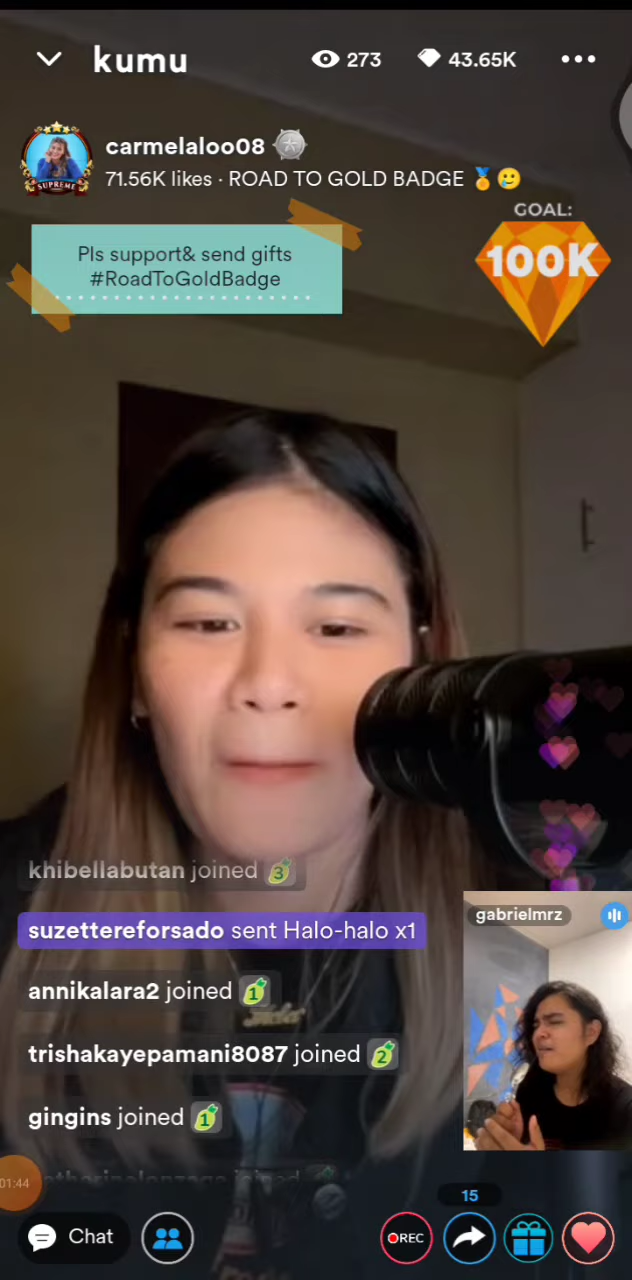 kumu
273
43.65K
carmelaloo08
71.56K likes · ROAD TO GOLD BADGE 🏅🥲
SUPREME
GOAL:
100K
Pls support& send gifts
#RoadToGoldBadge
khibellabutan joined 3
suzettereforsado sent Halo-halo x1
gabrielmrz
annikalara2 joined 1
trishakayepamani8087 joined 2
gingins joined 1
joined
01:44
15
Chat
REC